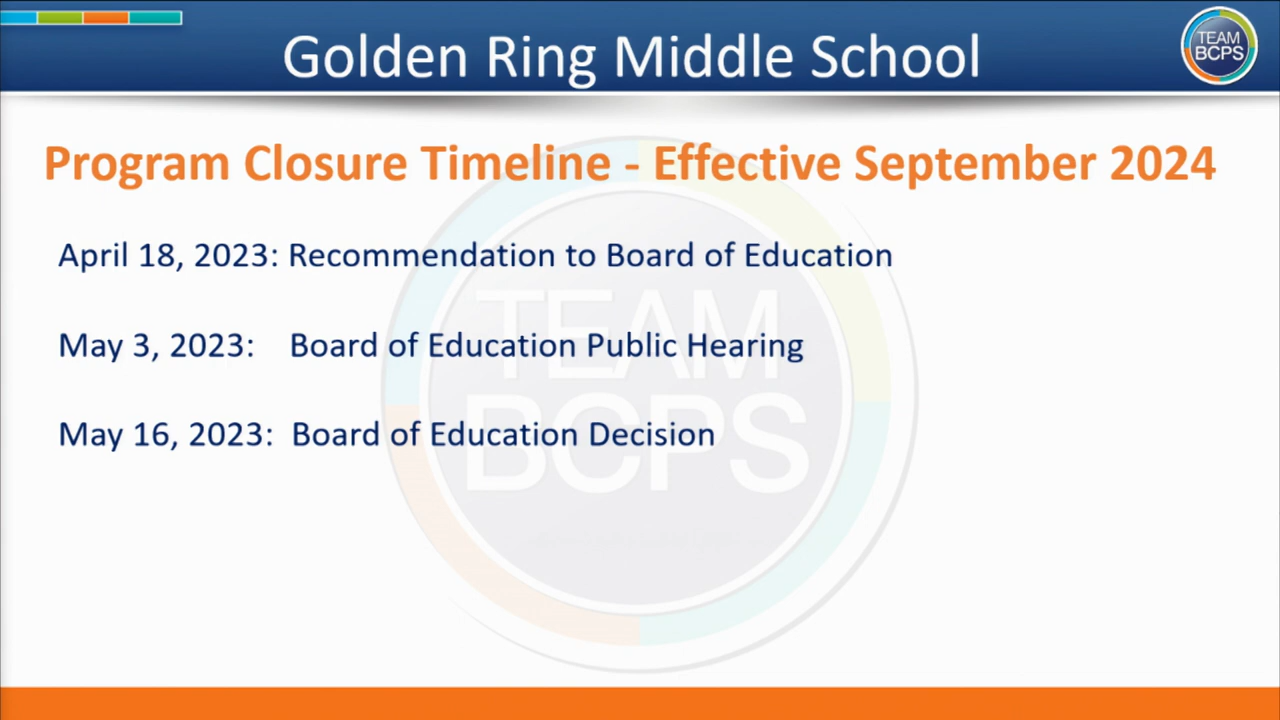 Golden Ring Middle School
TEAM
BCPS
Program Closure Timeline - Effective September 2024
April 18, 2023: Recommendation to Board of Education
May 3, 2023: Board of Education Public Hearing
May 16, 2023: Board of Education Decision
TEAM
BCPS